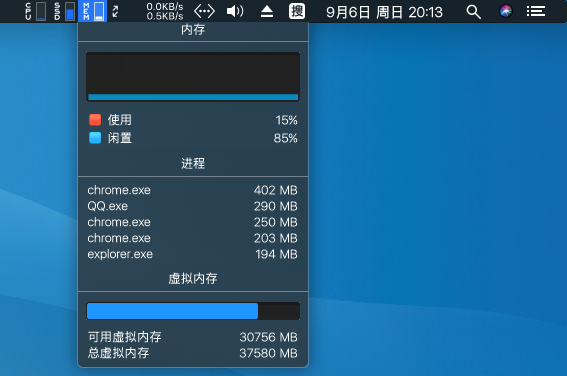 CPU SSD MEM 0.0KB/s 0.5KB/s 搜 9月6日 周日 20:13
内存
使用 15%
闲置 85%
进程
chrome.exe 402 MB
QQ.exe 290 MB
chrome.exe 250 MB
chrome.exe 203 MB
explorer.exe 194 MB
虚拟内存
可用虚拟内存 30756 MB
总虚拟内存 37580 MB